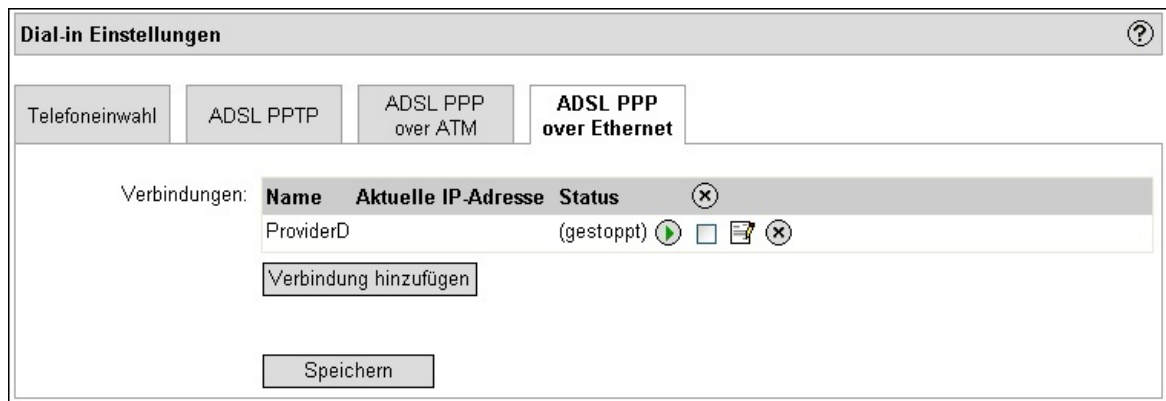 Dial-in Einstellungen ?
Telefoneinwahl
ADSL PPTP
ADSL PPP
over ATM
ADSL PPP
over Ethernet
Verbindungen:
Name Aktuelle IP-Adresse Status
ProviderD (gestoppt)
Verbindung hinzufügen
Speichern